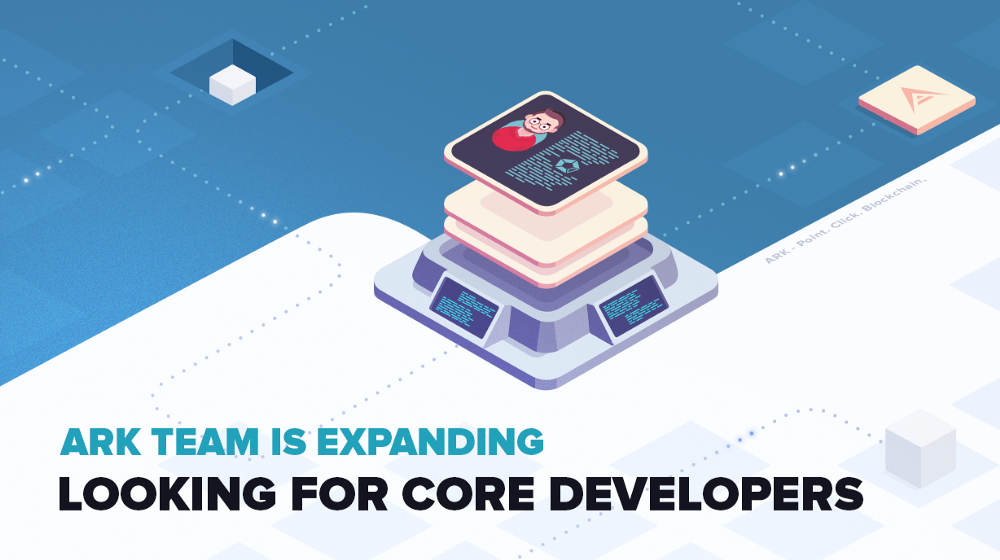 ARK - Point. Click. Blockchain.
ARK TEAM IS EXPANDING
LOOKING FOR CORE DEVELOPERS